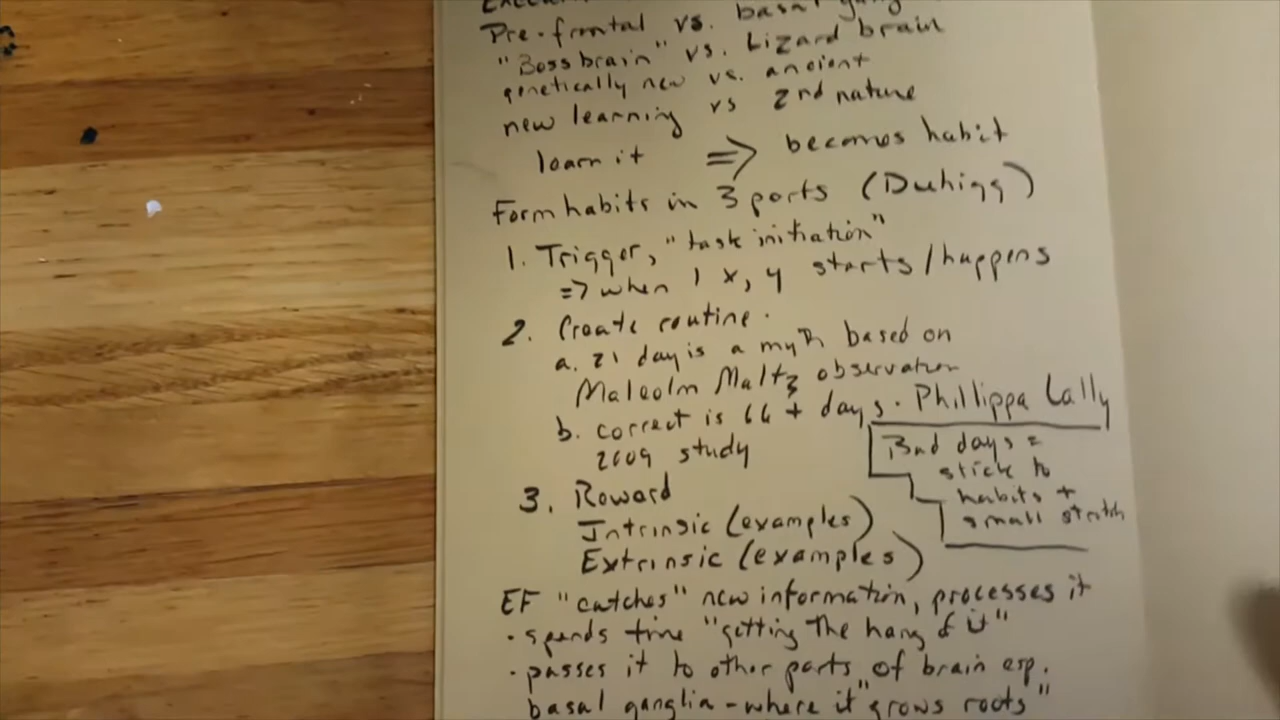 Pre-frontal vs. basal gang
"Boss brain" vs. Lizard brain
genetically new vs. ancient
new learning vs 2nd nature
learn it => becomes habit
Form habits in 3 parts (Duhigg)
1. Trigger, "task initiation"
=> when 1 x, y starts/happens
2. Create routine.
a. 21 day is a myth based on
Malcolm Maltz observation
b. correct is 66 + days. Phillippa Lally
2009 study
Bad days =
stick to
habits +
small stretch
3. Reward
Intrinsic (examples)
Extrinsic (examples)
EF "catches" new information, processes it
• spends time "getting the hang of it"
• passes it to other parts of brain esp.
basal ganglia - where it "grows roots"